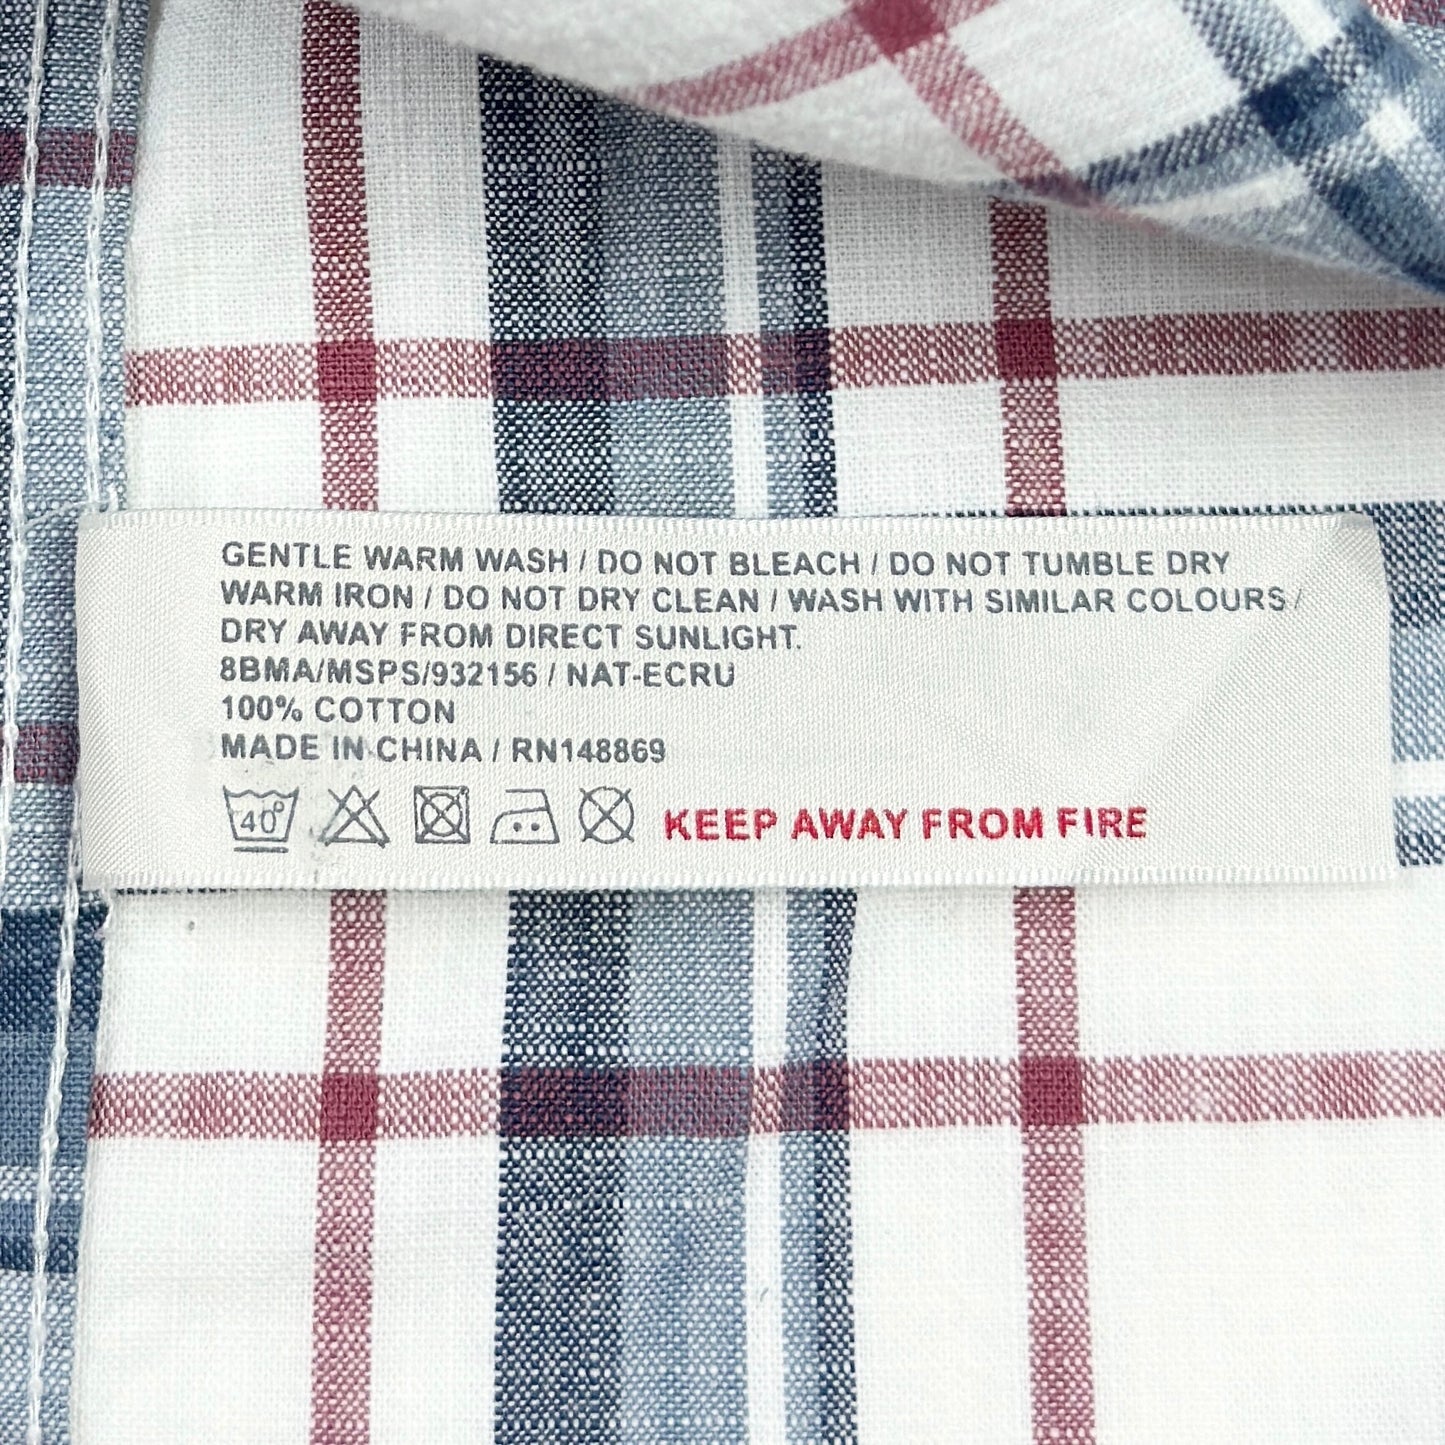 GENTLE WARM WASH / DO NOT BLEACH / DO NOT TUMBLE DRY
WARM IRON / DO NOT DRY CLEAN / WASH WITH SIMILAR COLOURS /
DRY AWAY FROM DIRECT SUNLIGHT.
8BMA/MSPS/932156 / NAT-ECRU
100% COTTON
MADE IN CHINA / RN148869
40° KEEP AWAY FROM FIRE